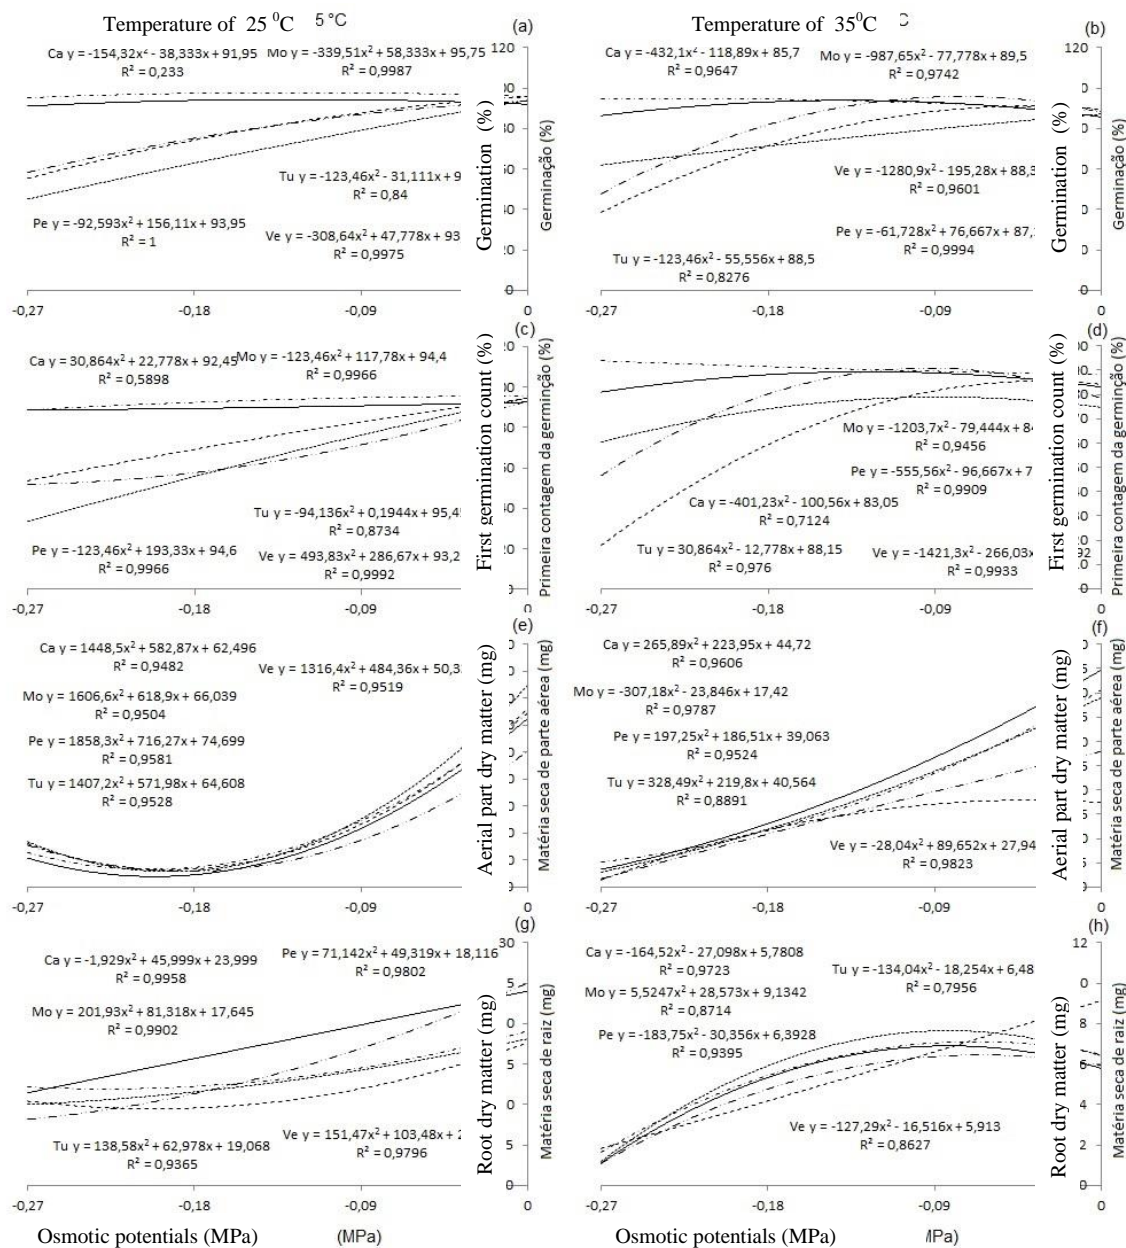 Temperature of 25 ⁰C 5 °C (a)
Ca y = -154,32x² - 38,333x + 91,95
R² = 0,233
Mo y = -339,51x² + 58,333x + 95,75
R² = 0,9987
Tu y = -123,46x² - 31,111x + 9
R² = 0,84
Pe y = -92,593x² + 156,11x + 93,95
R² = 1
Ve y = -308,64x² + 47,778x + 93
R² = 0,9975
Germination (%)
Germinação (%)
-0,27 -0,18 -0,09 0
Temperature of 35⁰C C (b)
Ca y = -432,1x² - 118,89x + 85,7
R² = 0,9647
Mo y = -987,65x² - 77,778x + 89,5
R² = 0,9742
120
Ve y = -1280,9x² - 195,28x + 88,3
R² = 0,9601
Pe y = -61,728x² + 76,667x + 87,
R² = 0,9994
Tu y = -123,46x² - 55,556x + 88,5
R² = 0,8276
Germination (%)
Germinação (%)
-0,27 -0,18 -0,09 0
(c)
Ca y = 30,864x² + 22,778x + 92,45
R² = 0,5898
Mo y = -123,46x² + 117,78x + 94,4
R² = 0,9966
Tu y = -94,136x² + 0,1944x + 95,45
R² = 0,8734
Pe y = -123,46x² + 193,33x + 94,6
R² = 0,9966
Ve y = 493,83x² + 286,67x + 93,2
R² = 0,9992
First germination count (%)
Primeira contagem da germinção (%)
-0,27 -0,18 -0,09 0
(d)
Mo y = -1203,7x² - 79,444x + 84
R² = 0,9456
Pe y = -555,56x² - 96,667x + 7
R² = 0,9909
Ca y = -401,23x² - 100,56x + 83,05
R² = 0,7124
Tu y = 30,864x² - 12,778x + 88,15
R² = 0,976
Ve y = -1421,3x² - 266,03x
R² = 0,9933
First germination count (%)
Primeira contagem da germinção (%)
-0,27 -0,18 -0,09 0
(e)
Ca y = 1448,5x² + 582,87x + 62,496
R² = 0,9482
Ve y = 1316,4x² + 484,36x + 50,3
R² = 0,9519
Mo y = 1606,6x² + 618,9x + 66,039
R² = 0,9504
Pe y = 1858,3x² + 716,27x + 74,699
R² = 0,9581
Tu y = 1407,2x² + 571,98x + 64,608
R² = 0,9528
Aerial part dry matter (mg)
Matéria seca de parte aérea (mg)
-0,27 -0,18 -0,09 0
(f)
Ca y = 265,89x² + 223,95x + 44,72
R² = 0,9606
Mo y = -307,18x² - 23,846x + 17,42
R² = 0,9787
Pe y = 197,25x² + 186,51x + 39,063
R² = 0,9524
Tu y = 328,49x² + 219,8x + 40,564
R² = 0,8891
Ve y = -28,04x² + 89,652x + 27,94
R² = 0,9823
Aerial part dry matter (mg)
Matéria seca de parte aérea (mg)
-0,27 -0,18 -0,09 0
(g)
Ca y = -1,929x² + 45,999x + 23,999
R² = 0,9958
Pe y = 71,142x² + 49,319x + 18,116
R² = 0,9802
30
Mo y = 201,93x² + 81,318x + 17,645
R² = 0,9902
Tu y = 138,58x² + 62,978x + 19,068
R² = 0,9365
Ve y = 151,47x² + 103,48x + 2
R² = 0,9796
Root dry matter (mg)
Matéria seca de raiz (mg)
-0,27 -0,18 -0,09 0
Osmotic potentials (MPa) (MPa)
(h)
Ca y = -164,52x² - 27,098x + 5,7808
R² = 0,9723
Tu y = -134,04x² - 18,254x + 6,48
R² = 0,7956
12
Mo y = 5,5247x² + 28,573x + 9,1342
R² = 0,8714
Pe y = -183,75x² - 30,356x + 6,3928
R² = 0,9395
8
6
4
2
0
Ve y = -127,29x² - 16,516x + 5,913
R² = 0,8627
Root dry matter (mg)
Matéria seca de raiz (mg)
-0,27 -0,18 -0,09 0
Osmotic potentials (MPa) MPa)